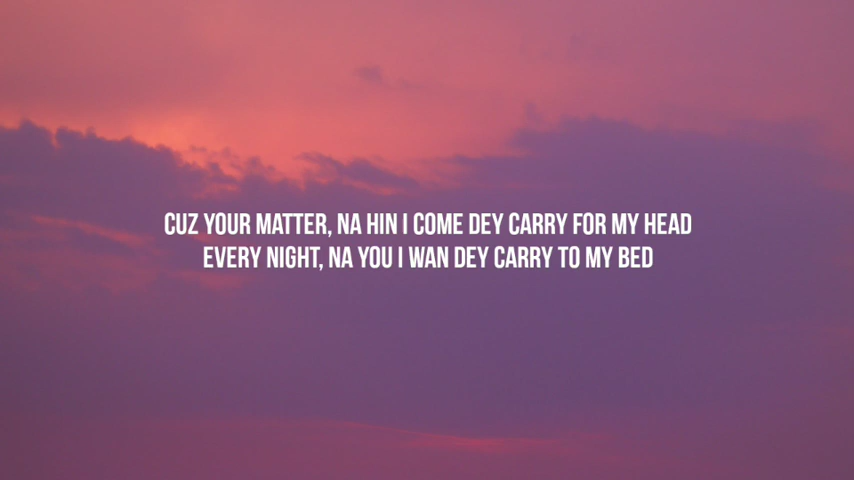 CUZ YOUR MATTER, NA HIN I COME DEY CARRY FOR MY HEAD
EVERY NIGHT, NA YOU I WAN DEY CARRY TO MY BED